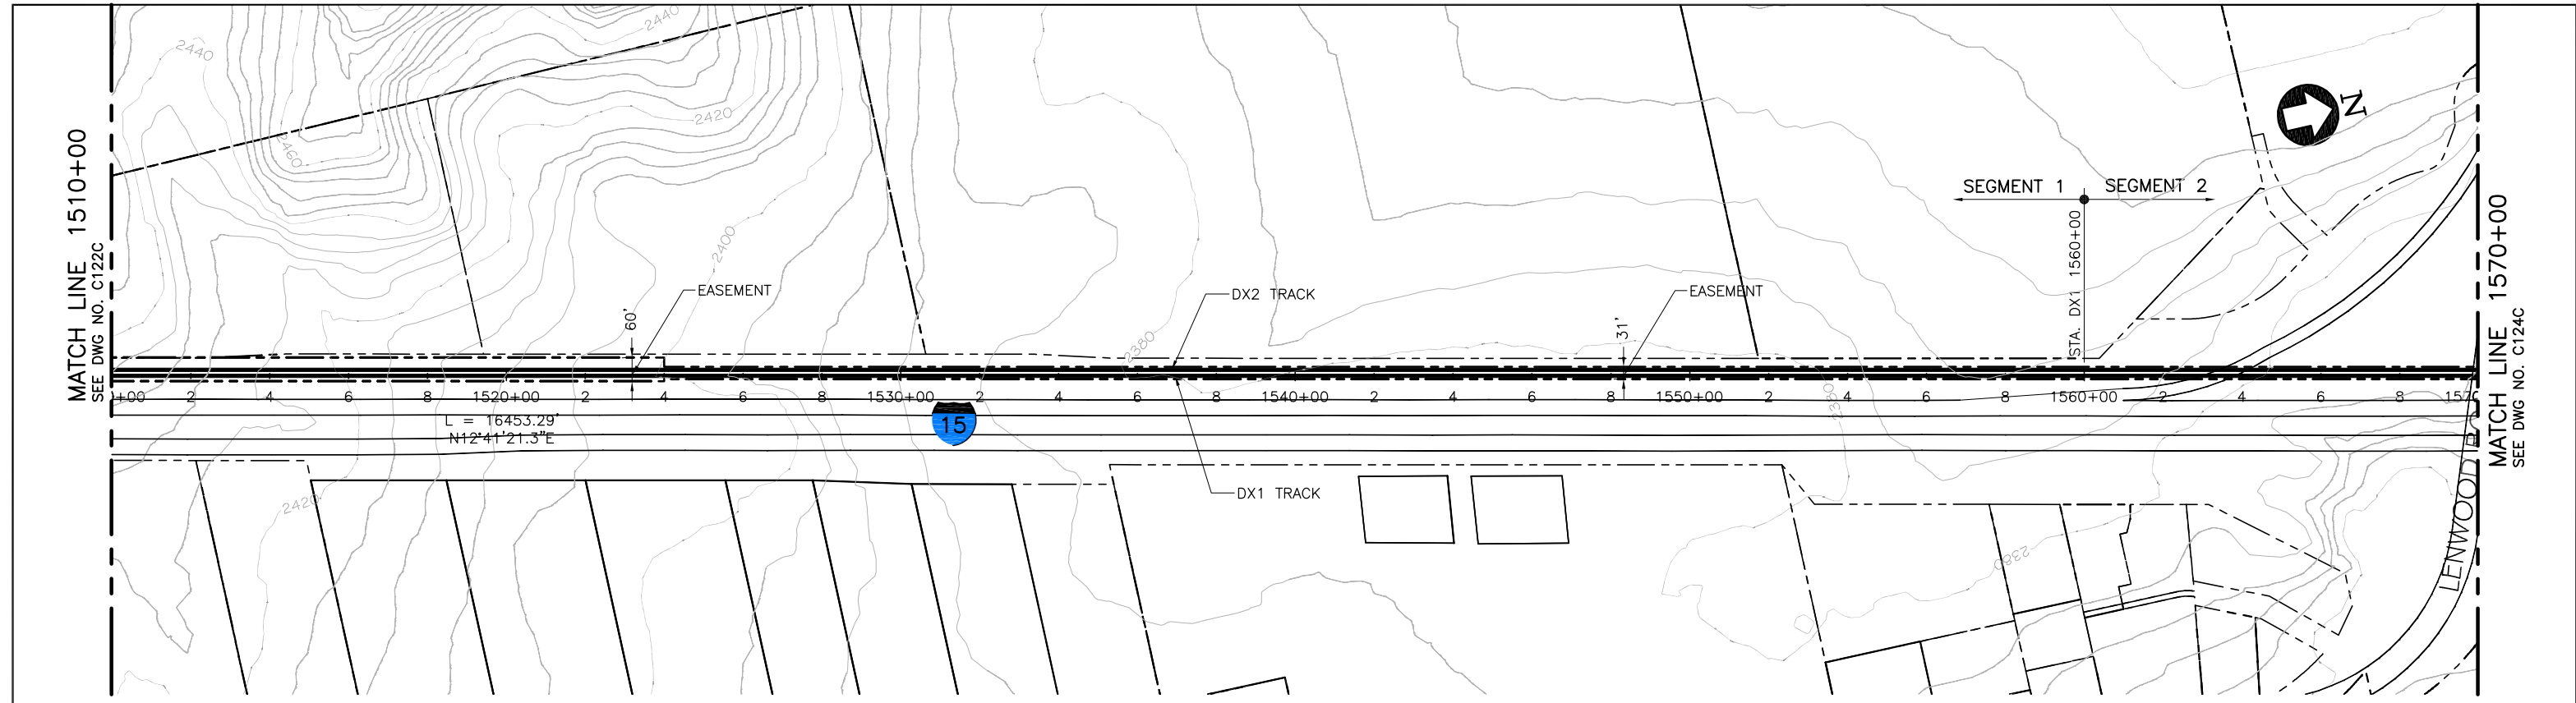 MATCH LINE 1510+00
SEE DWG NO. C122C
2440
2440
2460
2420
2400
N
SEGMENT 1
SEGMENT 2
STA. DX1 1560+00
EASEMENT
60'
DX2 TRACK
2380
31'
EASEMENT
+00 2 4 6 8 1520+00 2 4 6 8 1530+00 2 4 6 8 1540+00 2 4 6 8 1550+00 2 4 6 8 1560+00 2 4 6 8 1570
L = 16453.29'
N12°41'21.3"E
15
2380
DX1 TRACK
2420
2380
LENWOOD
MATCH LINE 1570+00
SEE DWG NO. C124C